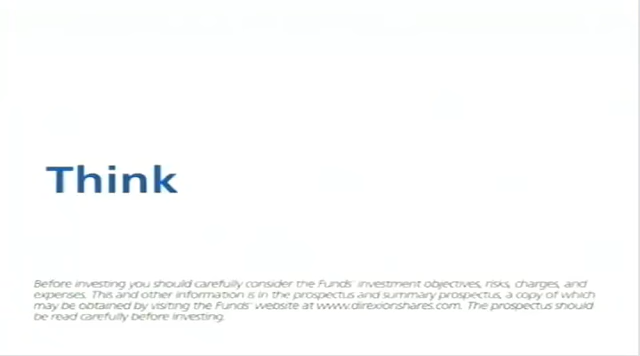 Think
Before investing you should carefully consider the Funds' investment objectives, risks, charges, and
expenses. This and other information is in the prospectus and summary prospectus, a copy of which
may be obtained by visiting the Funds' website at www.direxionshares.com. The prospectus should
be read carefully before investing.